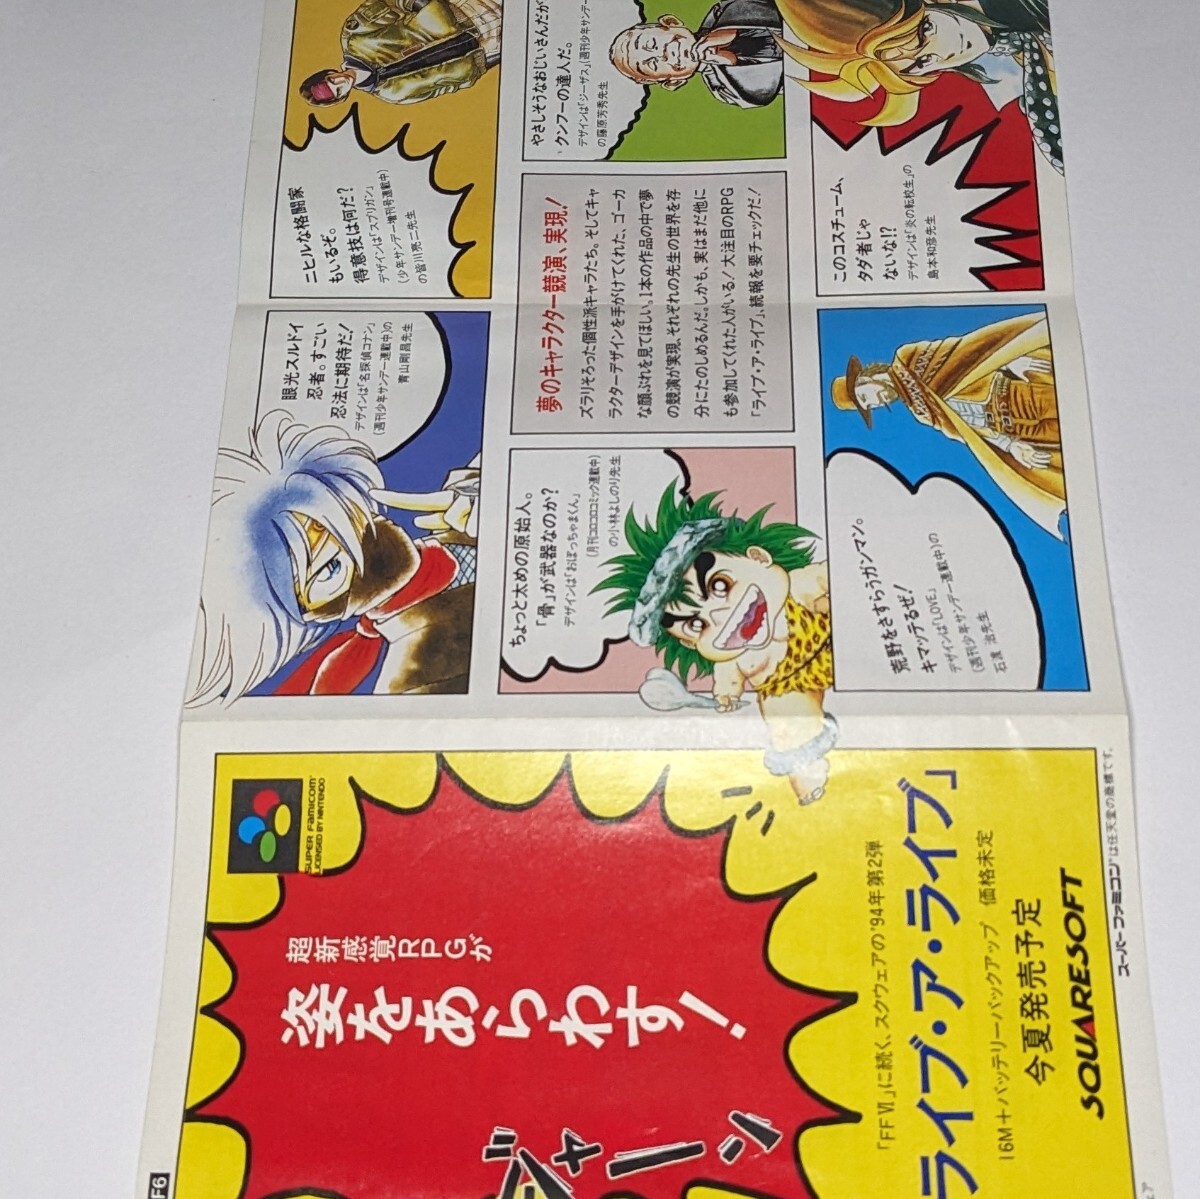 ニヒルな格闘家
もいるぞ。
得意技は何だ?
デザインは「スプリガン」
(少年サンデー増刊号連載中)
の皆川亮二先生
やさしそうなおじいさんだが
クンフーの達人だ。
デザインは「ジーザス」(週刊少年サンデー
の藤原芳秀先生
このコスチューム、
タダ者じゃ
ないな!?
デザインは「炎の転校生」の
島本和彦先生
眼光スルドイ
忍者。すごい
忍法に期待だ!
デザインは「名探偵コナン」
(週刊少年サンデー連載中)の
青山剛昌先生
夢のキャラクター競演、実現!
ズラリそろった個性派キャラたち。そしてキャ
ラクターデザインを手がけてくれた、ゴーカ
な顔ぶれを見てほしい。1本の作品の中で夢
の競演が実現、それぞれの先生の世界を存
分にたのしめるんだ。しかも、実はまだ他に
も参加してくれた人がいる!大注目のRPG
「ライブ・ア・ライブ」、続報を要チェックだ!
ちょっと太めの原始人。
「骨」が武器なのか?
デザインは「おぼっちゃまくん」
(月刊コロコロコミック連載中)
の小林よしのり先生
荒野をさすらうガンマン。
キマッテるぜ!
デザインは「LOVe」
(週刊少年サンデー連載中)の
石渡 治先生
SUPER FAMICOM
LICENSED BY NINTENDO
超新感覚RPGが
姿をあらわす!
ジャーン
「FFⅥ」に続く、スクウェアの'94年第2弾
ライブ・ア・ライブ」
16M+バッテリーバックアップ 価格未定
今夏発売予定
SQUARESOFT
スーパーファミコンは任天堂の商標です。
F6